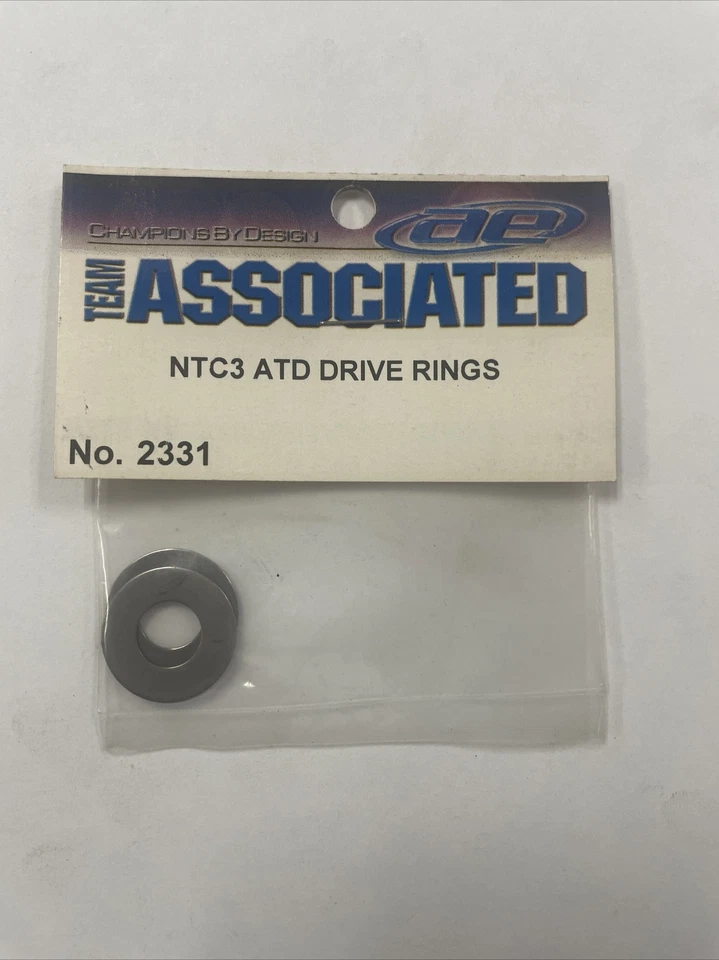 CHAMPIONS BY DESIGN
ae
TEAM ASSOCIATED
NTC3 ATD DRIVE RINGS
No. 2331